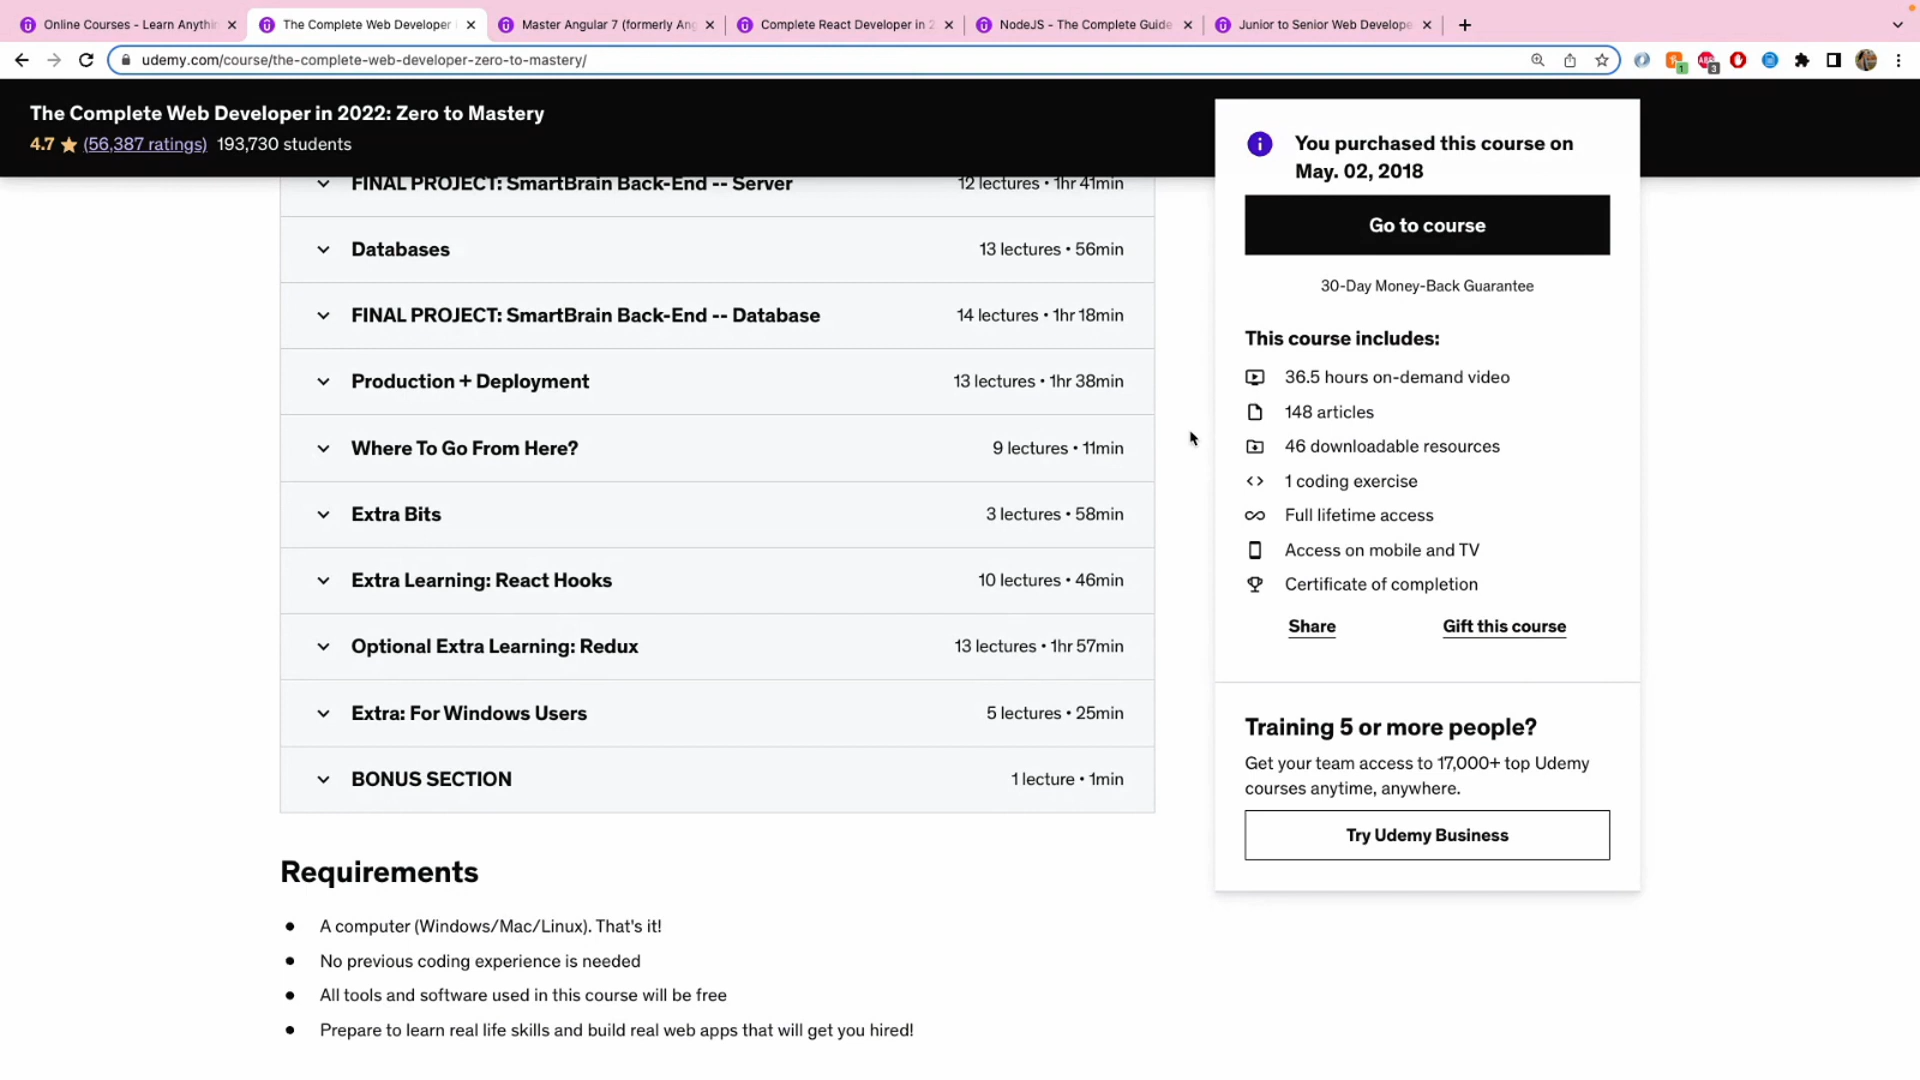 Online Courses - Learn Anythin
The Complete Web Developer
Master Angular 7 (formerly Ang
Complete React Developer in 2
NodeJS - The Complete Guide
Junior to Senior Web Develope
udemy.com/course/the-complete-web-developer-zero-to-mastery/
1
3
The Complete Web Developer in 2022: Zero to Mastery
4.7 (56,387 ratings) 193,730 students
FINAL PROJECT: SmartBrain Back-End -- Server 12 lectures • 1hr 41min
Databases 13 lectures • 56min
FINAL PROJECT: SmartBrain Back-End -- Database 14 lectures • 1hr 18min
Production + Deployment 13 lectures • 1hr 38min
Where To Go From Here? 9 lectures • 11min
Extra Bits 3 lectures • 58min
Extra Learning: React Hooks 10 lectures • 46min
Optional Extra Learning: Redux 13 lectures • 1hr 57min
Extra: For Windows Users 5 lectures • 25min
BONUS SECTION 1 lecture • 1min
Requirements
• A computer (Windows/Mac/Linux). That's it!
• No previous coding experience is needed
• All tools and software used in this course will be free
• Prepare to learn real life skills and build real web apps that will get you hired!
You purchased this course on
May. 02, 2018
Go to course
30-Day Money-Back Guarantee
This course includes:
36.5 hours on-demand video
148 articles
46 downloadable resources
1 coding exercise
Full lifetime access
Access on mobile and TV
Certificate of completion
Share Gift this course
Training 5 or more people?
Get your team access to 17,000+ top Udemy
courses anytime, anywhere.
Try Udemy Business